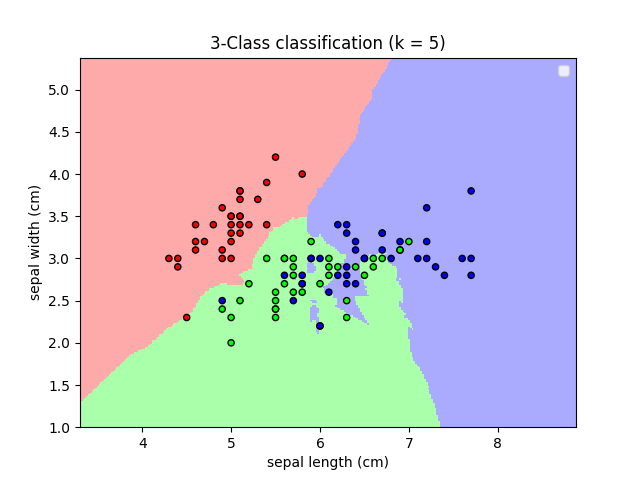 3-Class classification (k = 5)
5.0
4.5
4.0
3.5
3.0
2.5
2.0
1.5
1.0
sepal width (cm)
4 5 6 7 8
sepal length (cm)